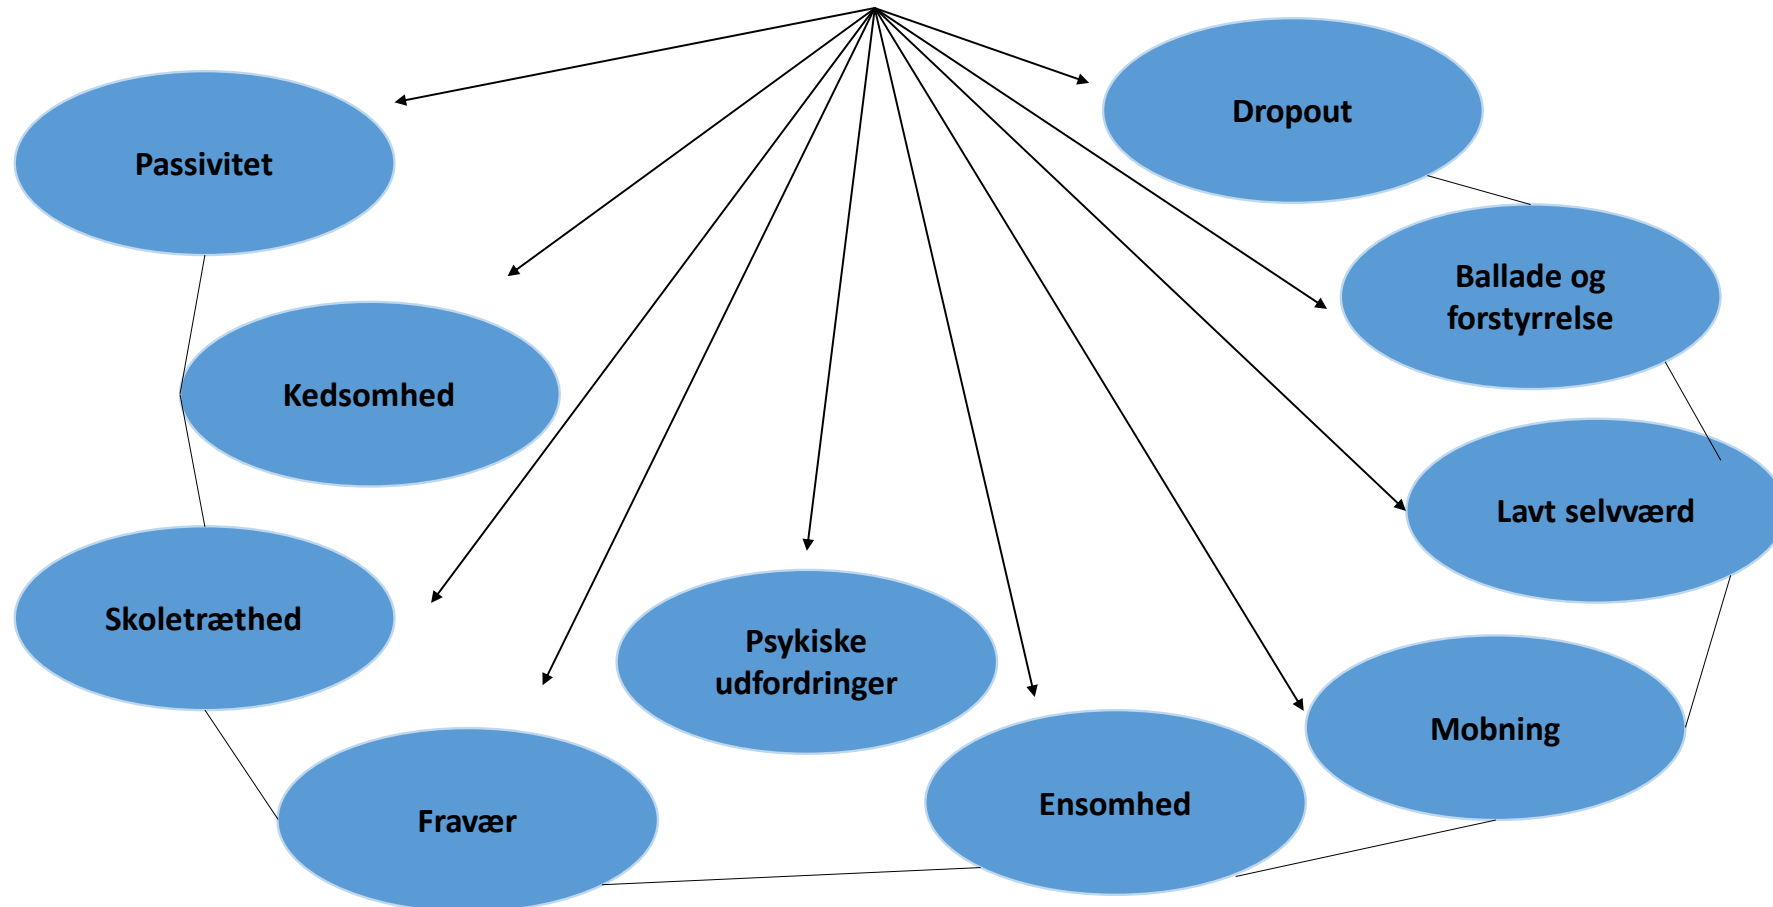 Dropout
Passivitet
Ballade og
forstyrrelse
Kedsomhed
Lavt selvværd
Skoletræthed
Psykiske
udfordringer
Mobning
Ensomhed
Fravær